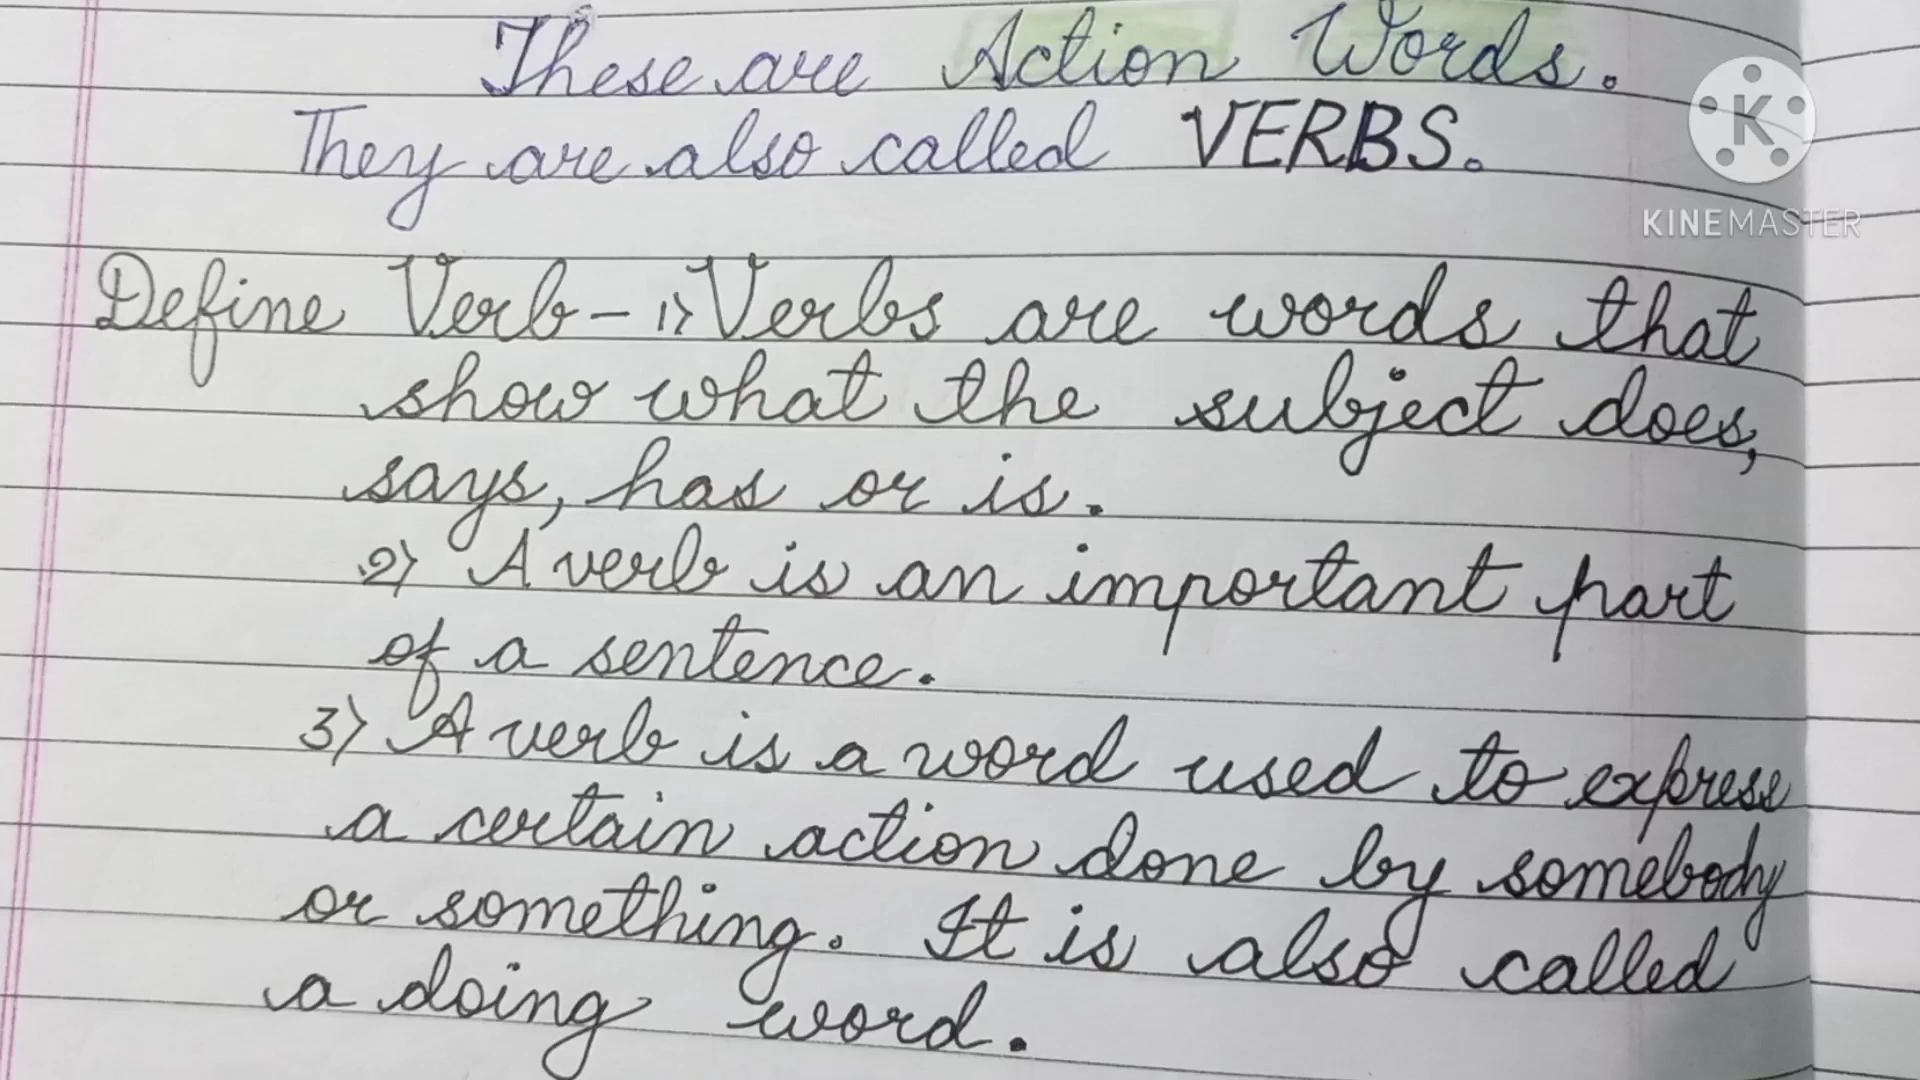 These are Action Words.
They are also called VERBS.
K
KINEMASTER
Define Verb - 1) Verbs are words that
show what the subject does,
says, has or is.
2) A verb is an important part
of a sentence.
3) A verb is a word used to express
a certain action done by somebody
or something. It is also called
a doing word.